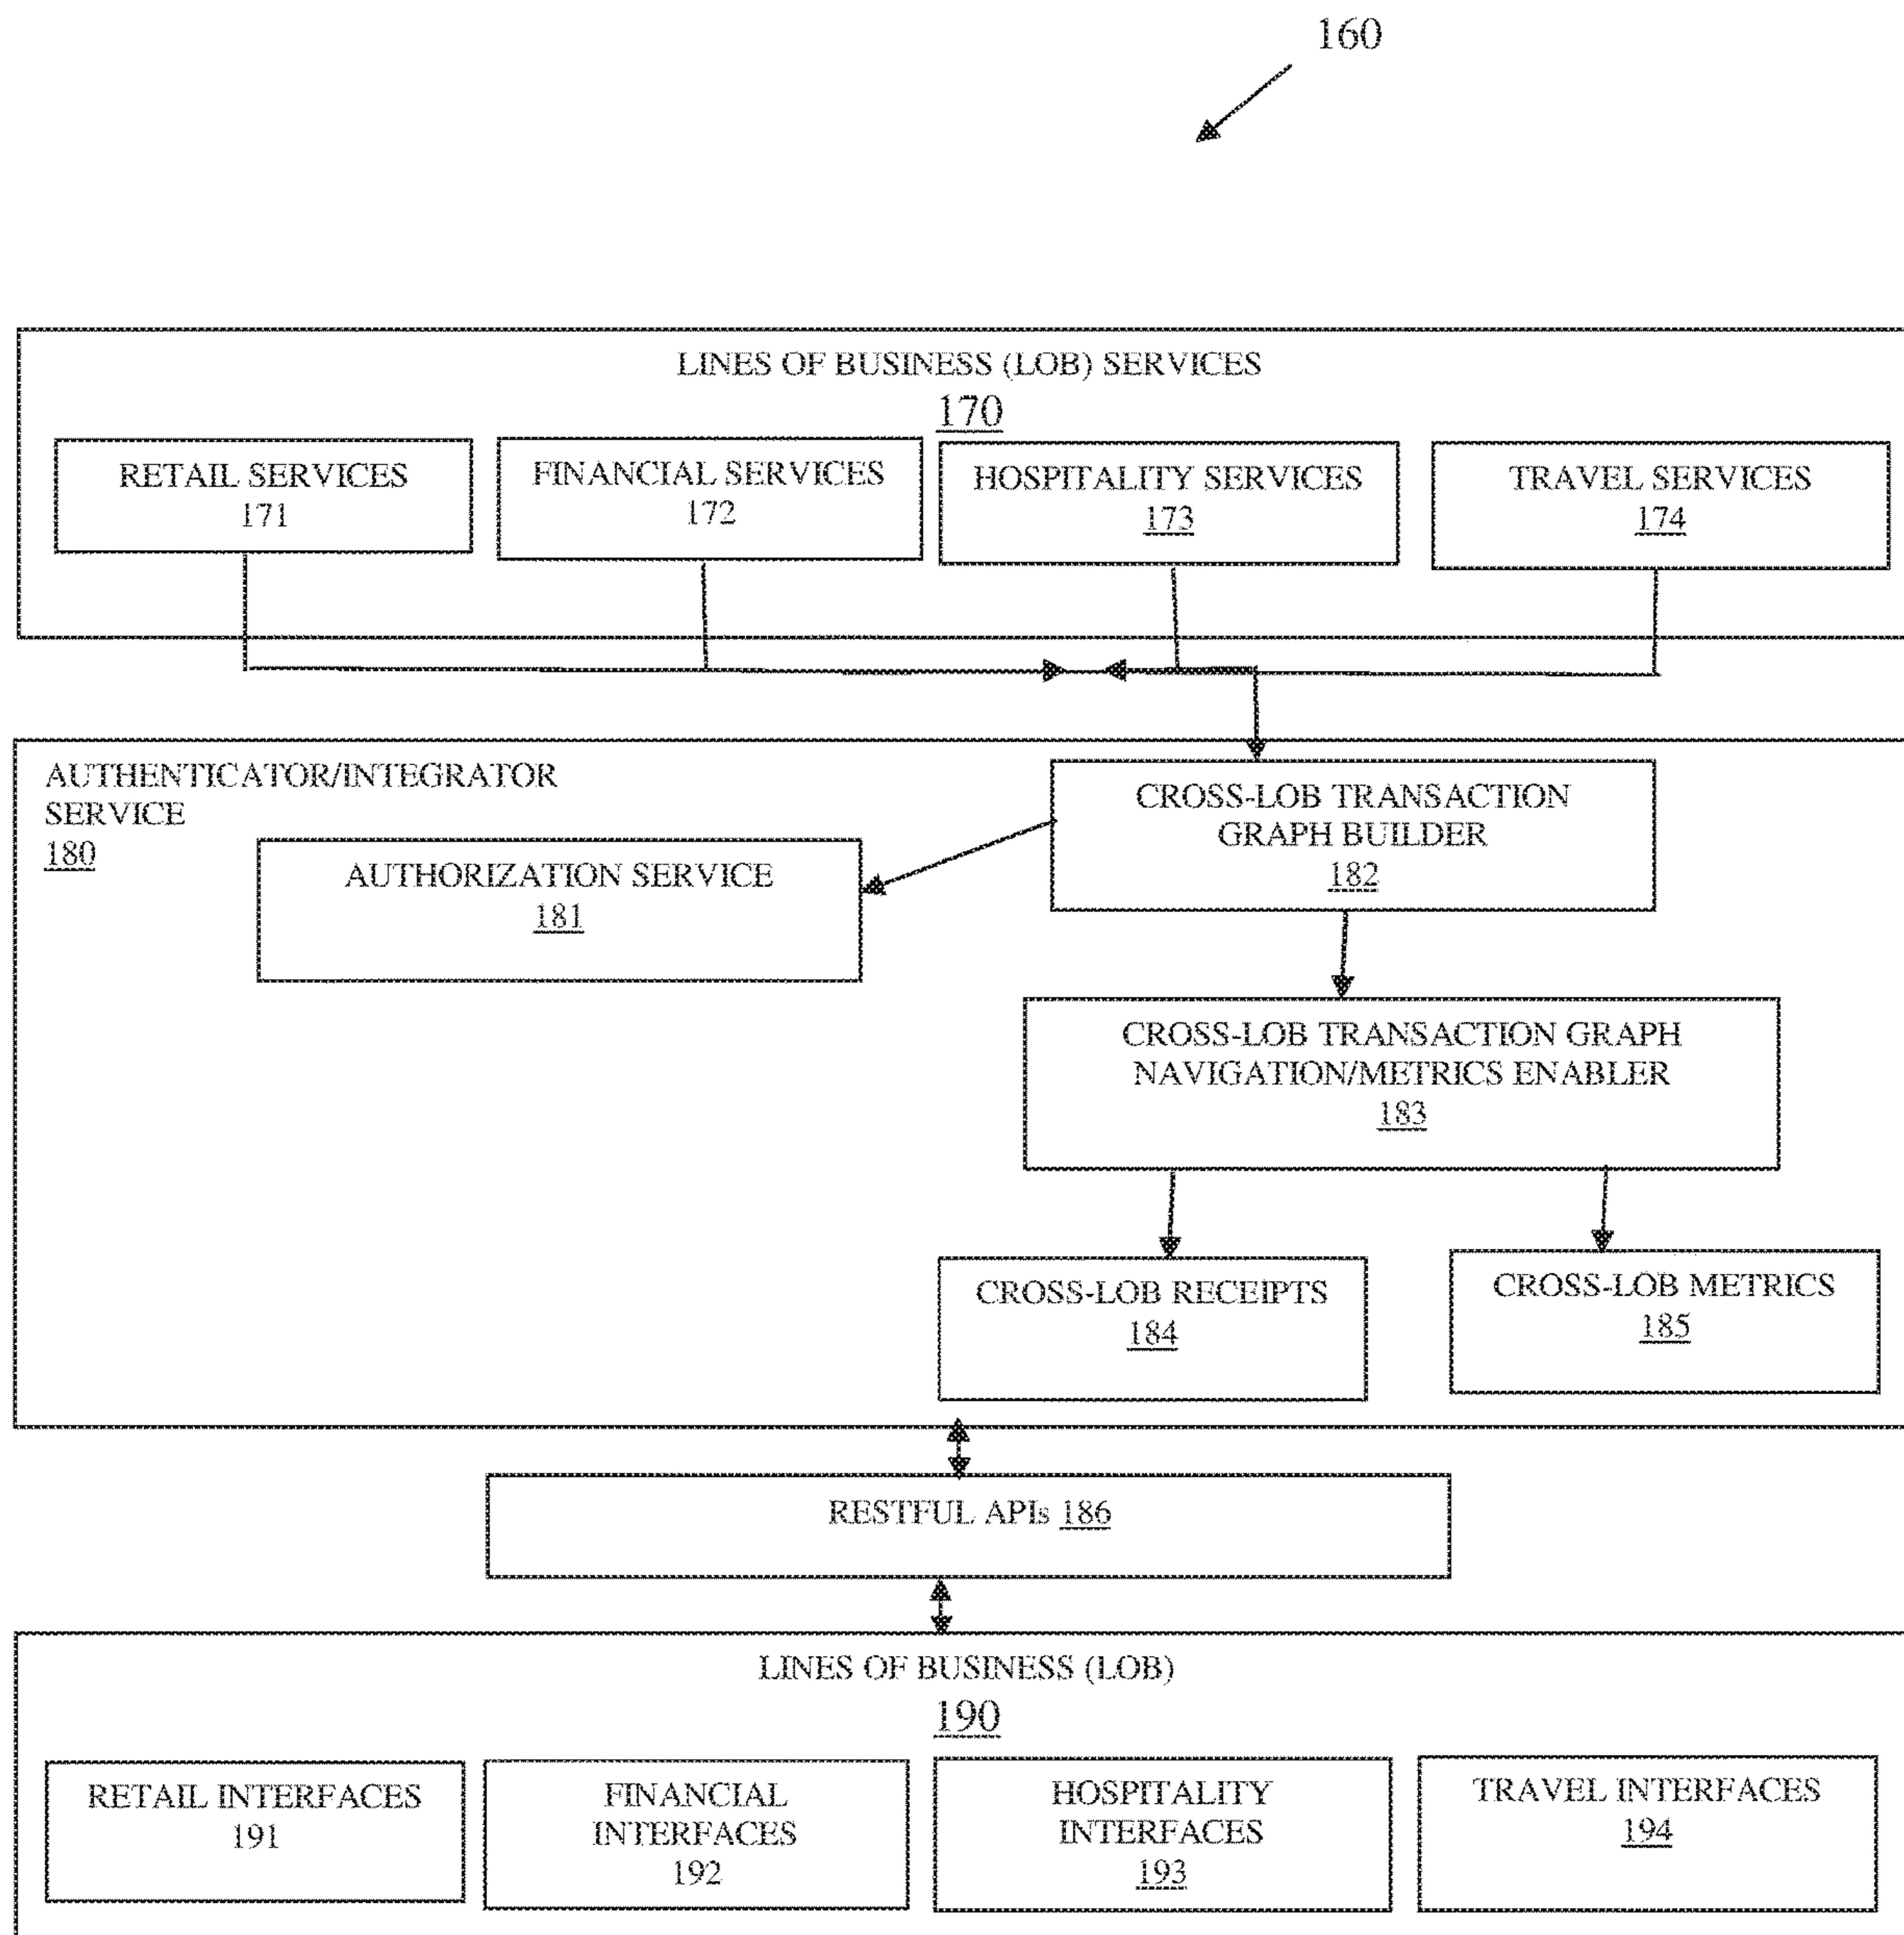 160
LINES OF BUSINESS (LOB) SERVICES
170
RETAIL SERVICES
171
FINANCIAL SERVICES
172
HOSPITALITY SERVICES
173
TRAVEL SERVICES
174
AUTHENTICATOR/INTEGRATOR
SERVICE
180
AUTHORIZATION SERVICE
181
CROSS-LOB TRANSACTION
GRAPH BUILDER
182
CROSS-LOB TRANSACTION GRAPH
NAVIGATION/METRICS ENABLER
183
CROSS-LOB RECEIPTS
184
CROSS-LOB METRICS
185
RESTFUL APIs 186
LINES OF BUSINESS (LOB)
190
RETAIL INTERFACES
191
FINANCIAL
INTERFACES
192
HOSPITALITY
INTERFACES
193
TRAVEL INTERFACES
194